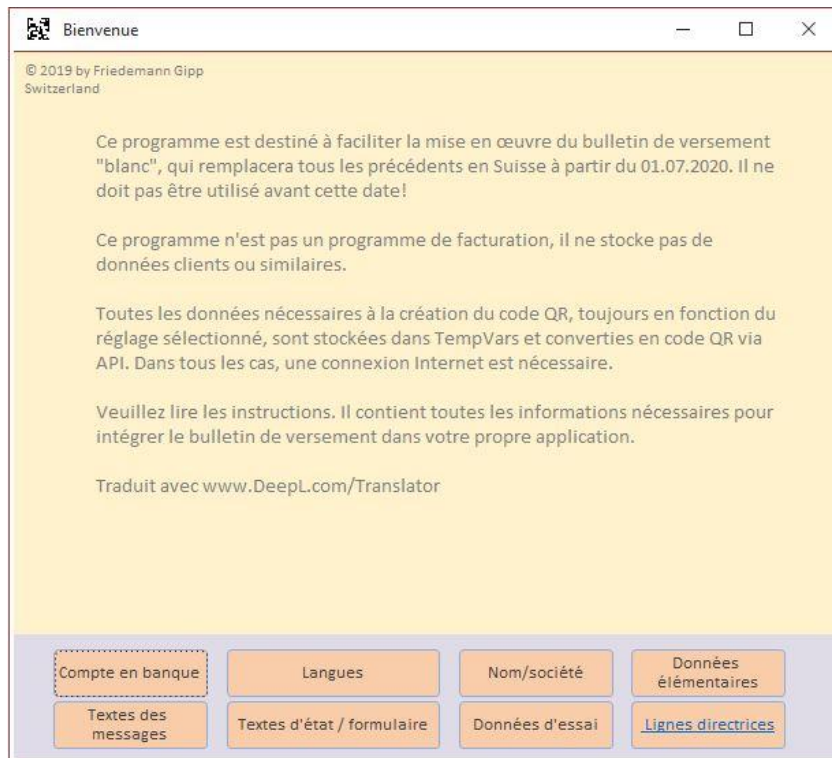 Bienvenue
© 2019 by Friedemann Gipp
Switzerland
Ce programme est destiné à faciliter la mise en œuvre du bulletin de versement
"blanc", qui remplacera tous les précédents en Suisse à partir du 01.07.2020. Il ne
doit pas être utilisé avant cette date!
Ce programme n'est pas un programme de facturation, il ne stocke pas de
données clients ou similaires.
Toutes les données nécessaires à la création du code QR, toujours en fonction du
réglage sélectionné, sont stockées dans TempVars et converties en code QR via
API. Dans tous les cas, une connexion Internet est nécessaire.
Veuillez lire les instructions. Il contient toutes les informations nécessaires pour
intégrer le bulletin de versement dans votre propre application.
Traduit avec www.DeepL.com/Translator
Compte en banque
Langues
Nom/société
Données
élémentaires
Textes des
messages
Textes d'état / formulaire
Données d'essai
Lignes directrices